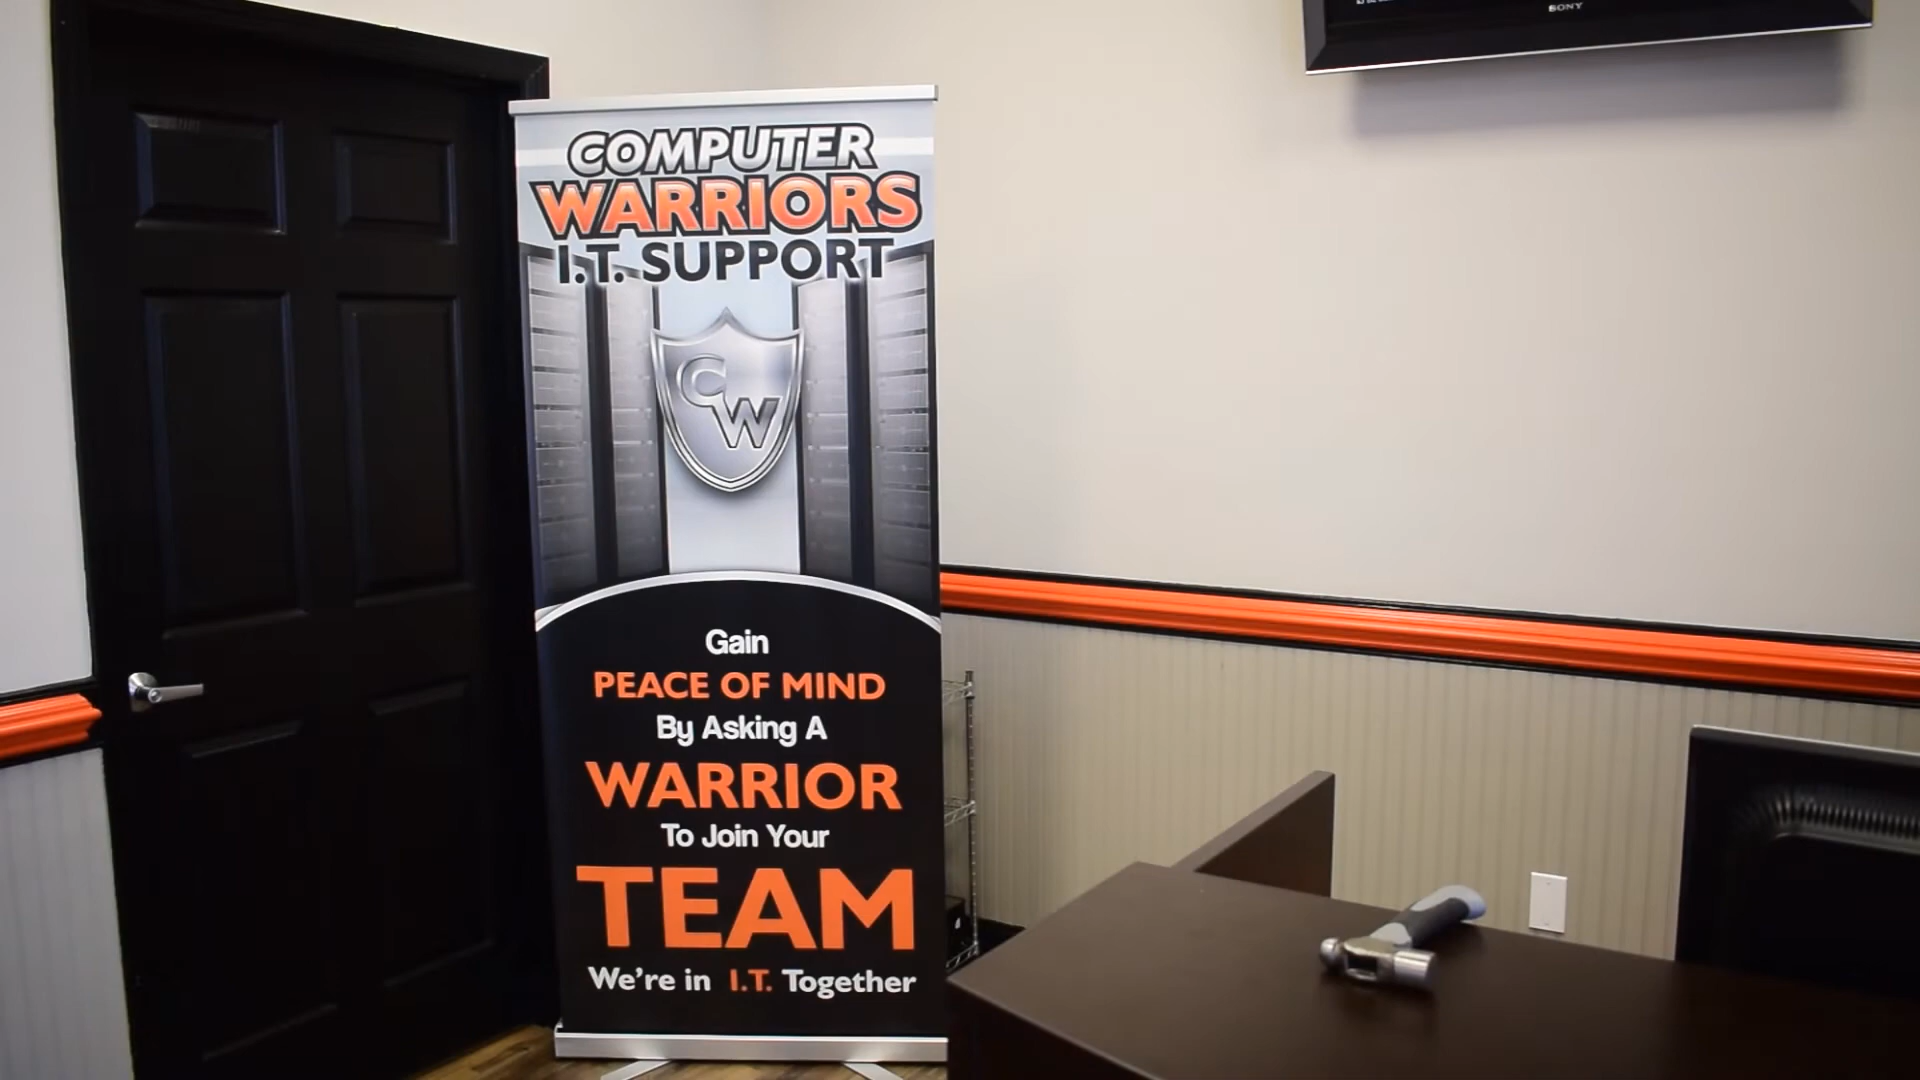 SONY
COMPUTER
WARRIORS
I.T. SUPPORT
CW
Gain
PEACE OF MIND
By Asking A
WARRIOR
To Join Your
TEAM
We're in I.T. Together